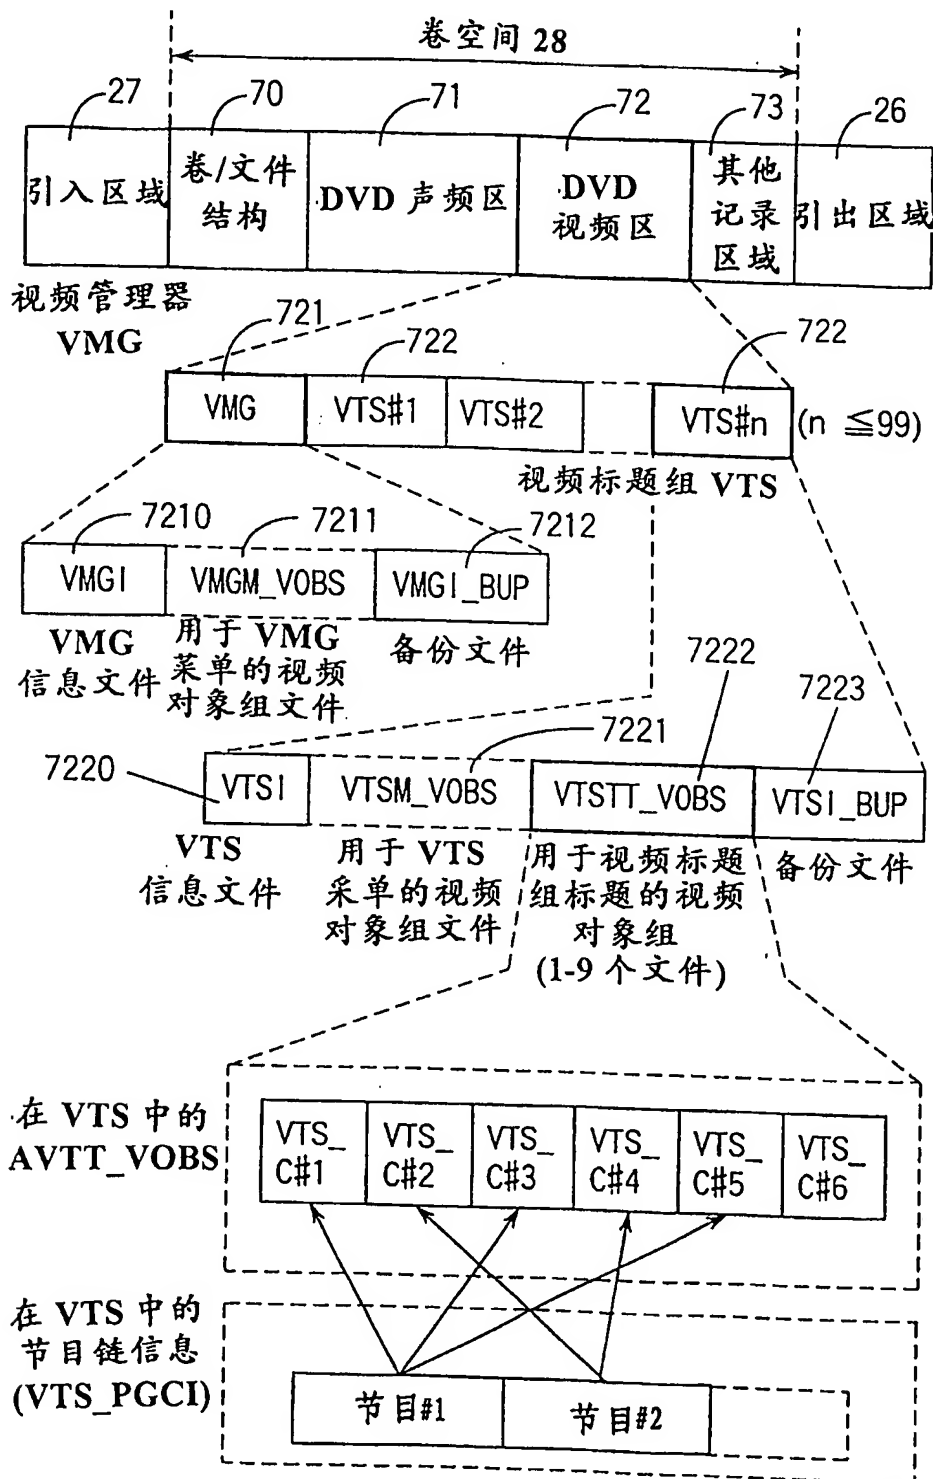 卷空间 28
27
70
71
72
73
26
引入区域
卷/文件
结构
DVD 声频区
DVD
视频区
其他
记录
区域
引出区域
视频管理器
VMG
721
722
722
VMG
VTS#1
VTS#2
VTS#n
(n ≦99)
视频标题组 VTS
7210
7211
7212
VMGI
VMGM_VOBS
VMGI_BUP
VMG
信息文件
用于 VMG
菜单的视频
对象组文件
备份文件
7222
7223
7220
7221
VTSI
VTSM_VOBS
VTSTT_VOBS
VTSI_BUP
VTS
信息文件
用于 VTS
采单的视频
对象组文件
用于视频标题
组标题的视频
对象组
(1-9 个文件)
备份文件
在 VTS 中的
AVTT_VOBS
VTS_
C#1
VTS_
C#2
VTS_
C#3
VTS_
C#4
VTS_
C#5
VTS_
C#6
在 VTS 中的
节目链信息
(VTS_PGCI)
节目#1
节目#2